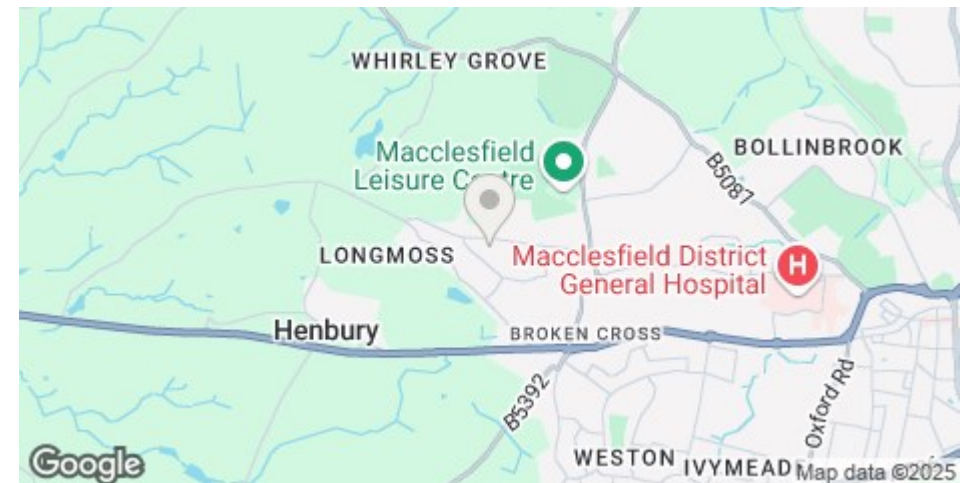 WHIRLEY GROVE
BOLLINBROOK
Macclesfield
Leisure Centre
B5087
LONGMOSS
Macclesfield District
General Hospital
H
Henbury
BROKEN CROSS
B5392
Oxford Rd
WESTON
IVYMEADE
Google
Map data ©2025